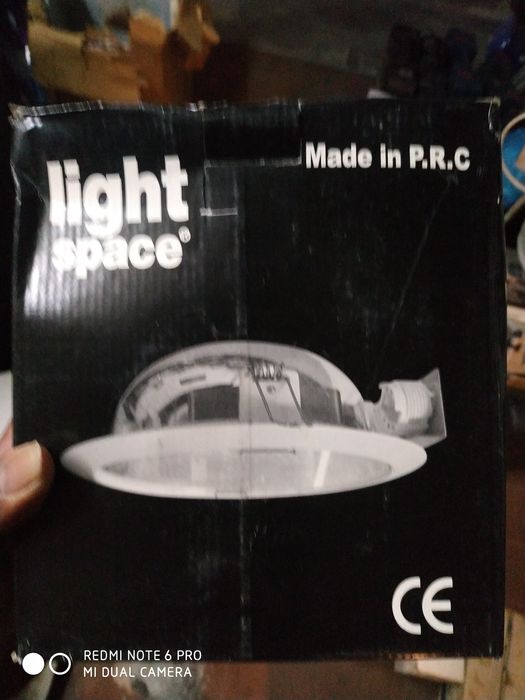 Made in P.R.C
light
space®
CE
REDMI NOTE 6 PRO
MI DUAL CAMERA